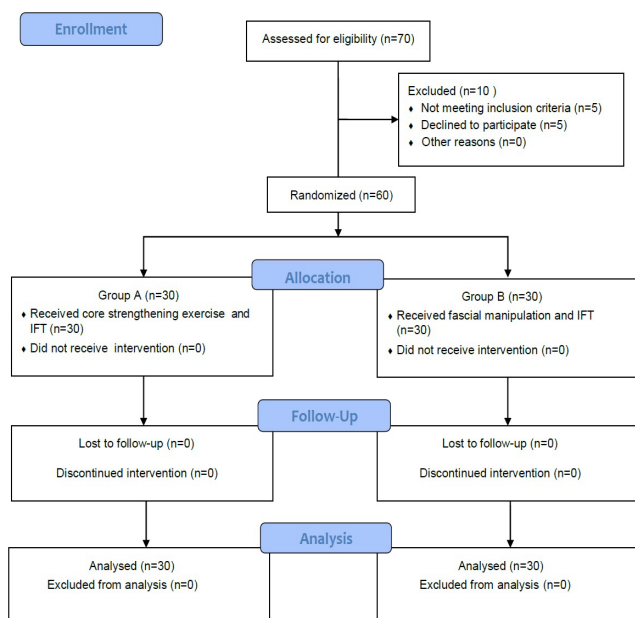 Enrollment
Assessed for eligibility (n=70)
Excluded (n=10 )
♦ Not meeting inclusion criteria (n=5)
♦ Declined to participate (n=5)
♦ Other reasons (n=0)
Randomized (n=60)
Allocation
Group A (n=30)
♦ Received core strengthening exercise and
IFT (n=30)
♦ Did not receive intervention (n=0)
Group B (n=30)
♦ Received fascial manipulation and IFT
(n=30)
♦ Did not receive intervention (n=0)
Follow-Up
Lost to follow-up (n=0)
Discontinued intervention (n=0)
Lost to follow-up (n=0)
Discontinued intervention (n=0)
Analysis
Analysed (n=30)
Excluded from analysis (n=0)
Analysed (n=30)
Excluded from analysis (n=0)